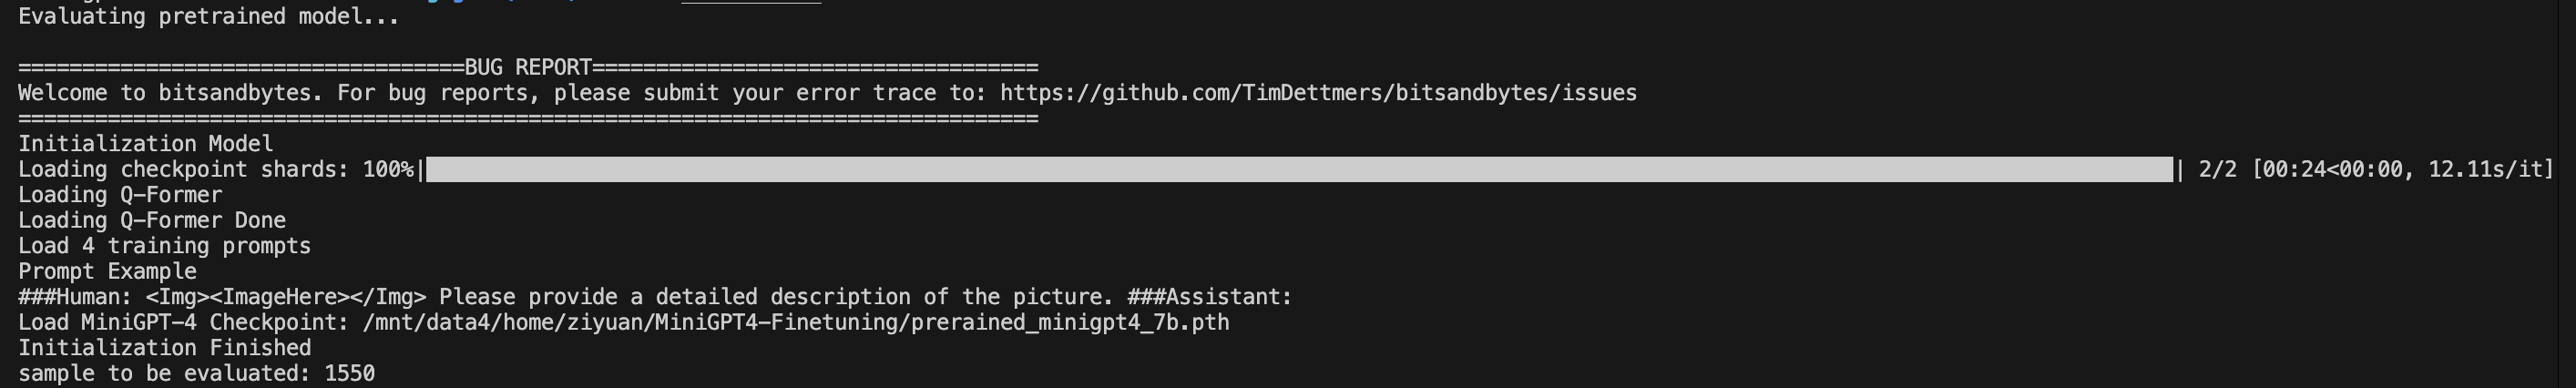 Evaluating pretrained model...
===================================BUG REPORT===================================
Welcome to bitsandbytes. For bug reports, please submit your error trace to: https://github.com/TimDettmers/bitsandbytes/issues
================================================================================
Initialization Model
Loading checkpoint shards: 100%|| 2/2 [00:24<00:00, 12.11s/it]
Loading Q-Former
Loading Q-Former Done
Load 4 training prompts
Prompt Example
###Human: <Img><ImageHere></Img> Please provide a detailed description of the picture. ###Assistant:
Load MiniGPT-4 Checkpoint: /mnt/data4/home/ziyuan/MiniGPT4-Finetuning/prerained_minigpt4_7b.pth
Initialization Finished
sample to be evaluated: 1550